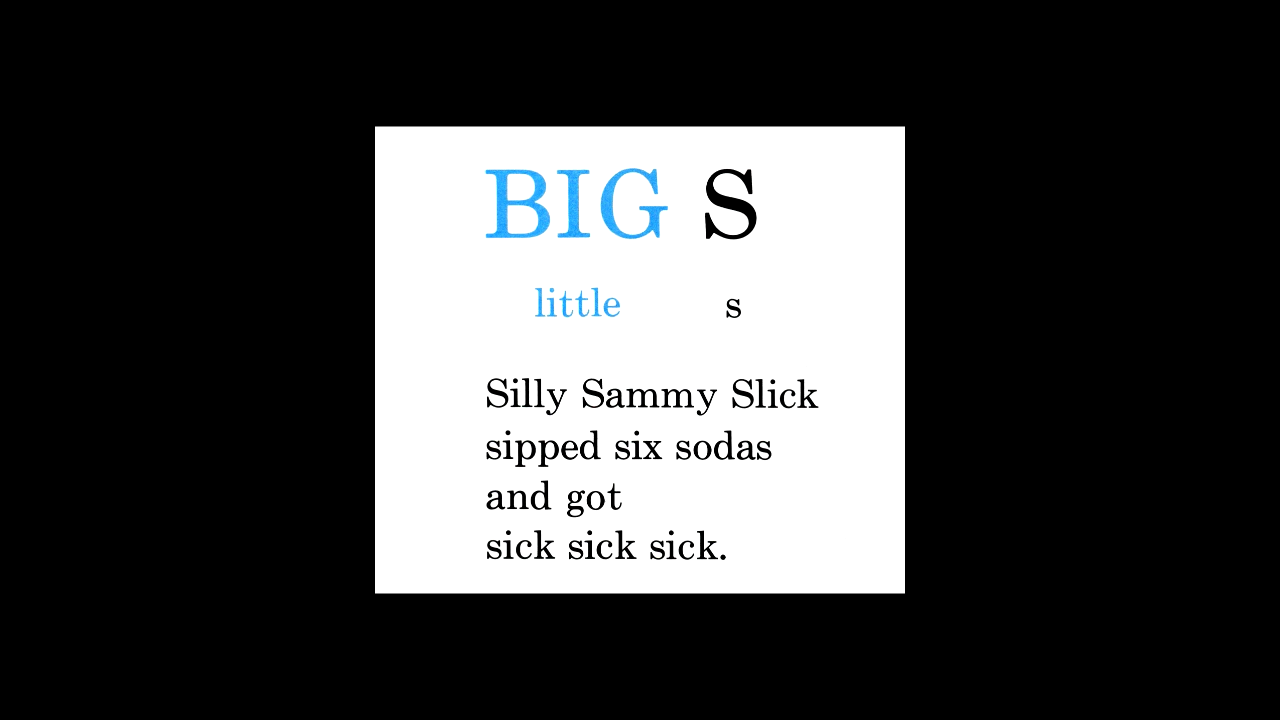 BIG S
little s
Silly Sammy Slick
sipped six sodas
and got
sick sick sick.